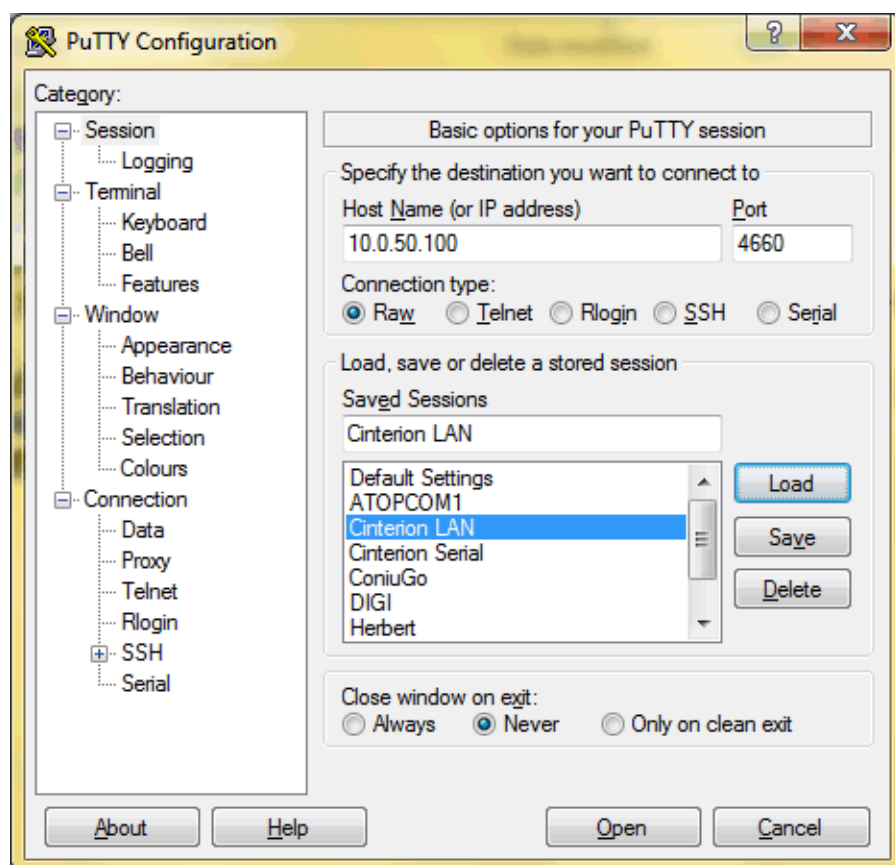 PuTTY Configuration
Category:
Session
Logging
Terminal
Keyboard
Bell
Features
Window
Appearance
Behaviour
Translation
Selection
Colours
Connection
Data
Proxy
Telnet
Rlogin
SSH
Serial
Basic options for your PuTTY session
Specify the destination you want to connect to
Host Name (or IP address) Port
10.0.50.100 4660
Connection type:
Raw Telnet Rlogin SSH Serial
Load, save or delete a stored session
Saved Sessions
Cinterion LAN
Default Settings
ATOPCOM1
Cinterion LAN
Cinterion Serial
ConiuGo
DIGI
Herbert
Load
Save
Delete
Close window on exit:
Always Never Only on clean exit
About Help Open Cancel